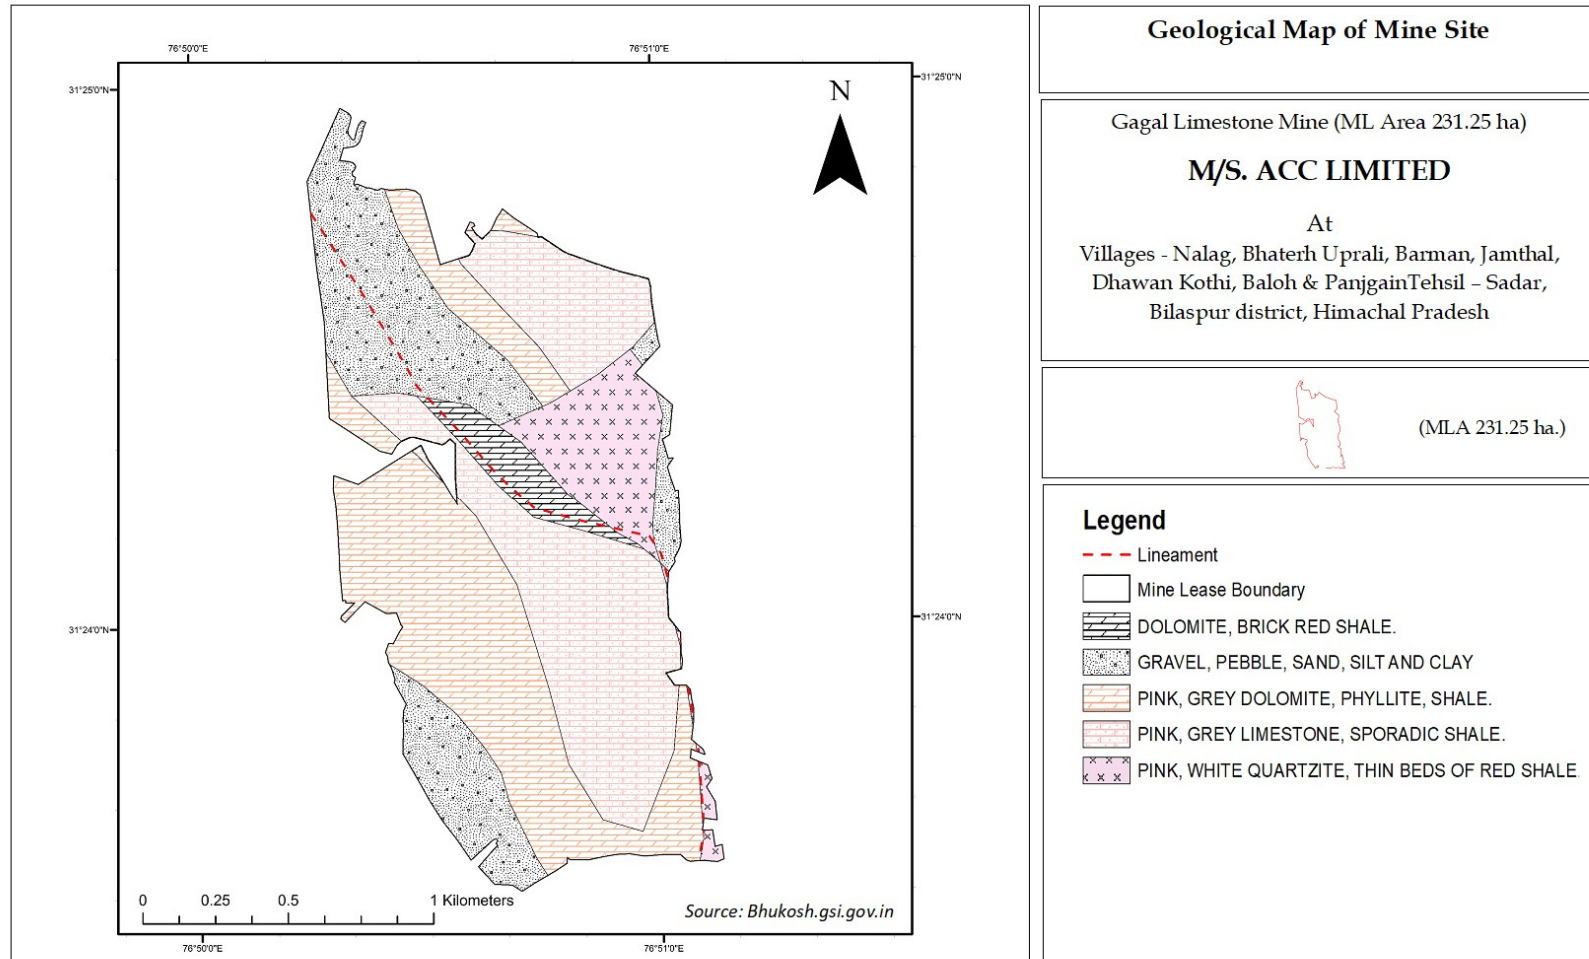 Geological Map of Mine Site
Gagal Limestone Mine (ML Area 231.25 ha)
M/S. ACC LIMITED
At
Villages - Nalag, Bhaterh Uprali, Barman, Jamthal,
Dhawan Kothi, Baloh & PanjgainTehsil – Sadar,
Bilaspur district, Himachal Pradesh
(MLA 231.25 ha.)
Legend
Lineament
Mine Lease Boundary
DOLOMITE, BRICK RED SHALE.
GRAVEL, PEBBLE, SAND, SILT AND CLAY
PINK, GREY DOLOMITE, PHYLLITE, SHALE.
PINK, GREY LIMESTONE, SPORADIC SHALE.
PINK, WHITE QUARTZITE, THIN BEDS OF RED SHALE.
76°50'0"E
76°51'0"E
31°25'0"N
31°25'0"N
N
31°24'0"N
31°24'0"N
0 0.25 0.5 1 Kilometers
Source: Bhukosh.gsi.gov.in
76°50'0"E
76°51'0"E